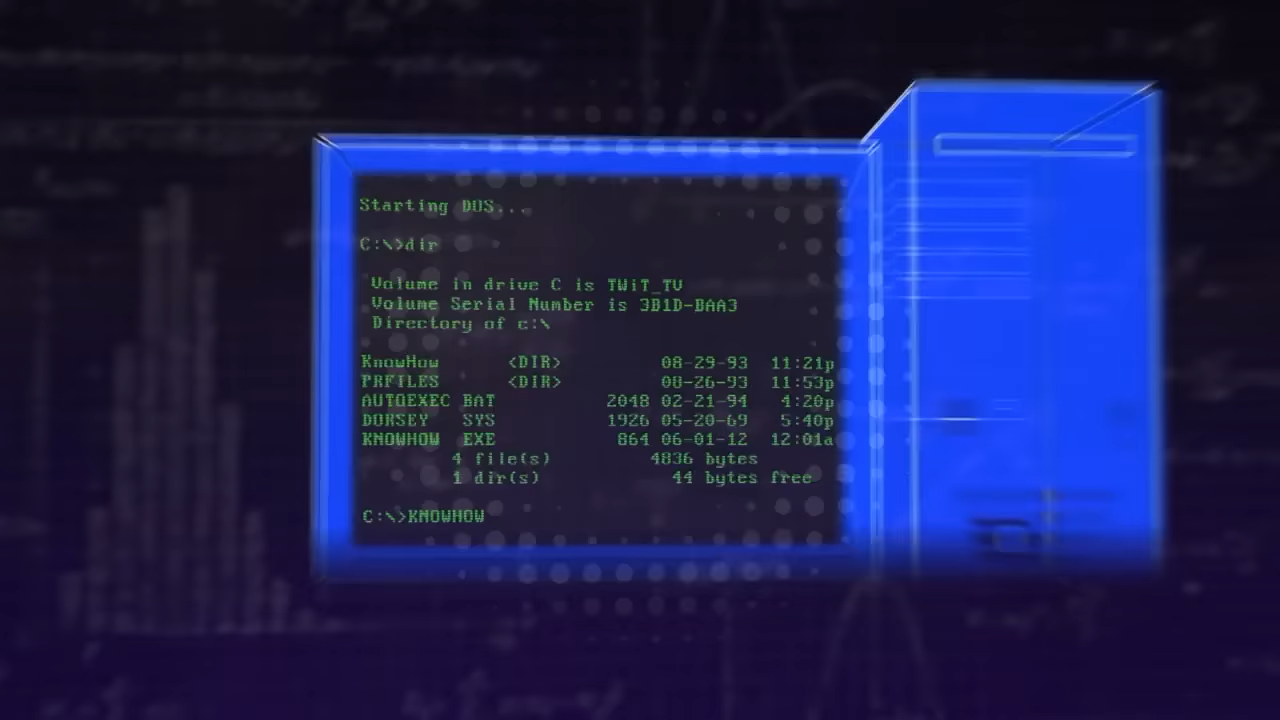 Starting DOS...
C:\>dir
Volume in drive C is TWiT_TV
Volume Serial Number is 3B1D-BAA3
Directory of c:\
KnowHow <DIR> 08-29-93 11:21p
PRFILES <DIR> 08-26-93 11:53p
AUTOEXEC BAT 2048 02-21-94 4:20p
DORSEY SYS 1926 05-20-69 5:40p
KNOWHOW EXE 864 06-01-12 12:01a
4 file(s) 4836 bytes
1 dir(s) 44 bytes free
C:\>KNOWHOW